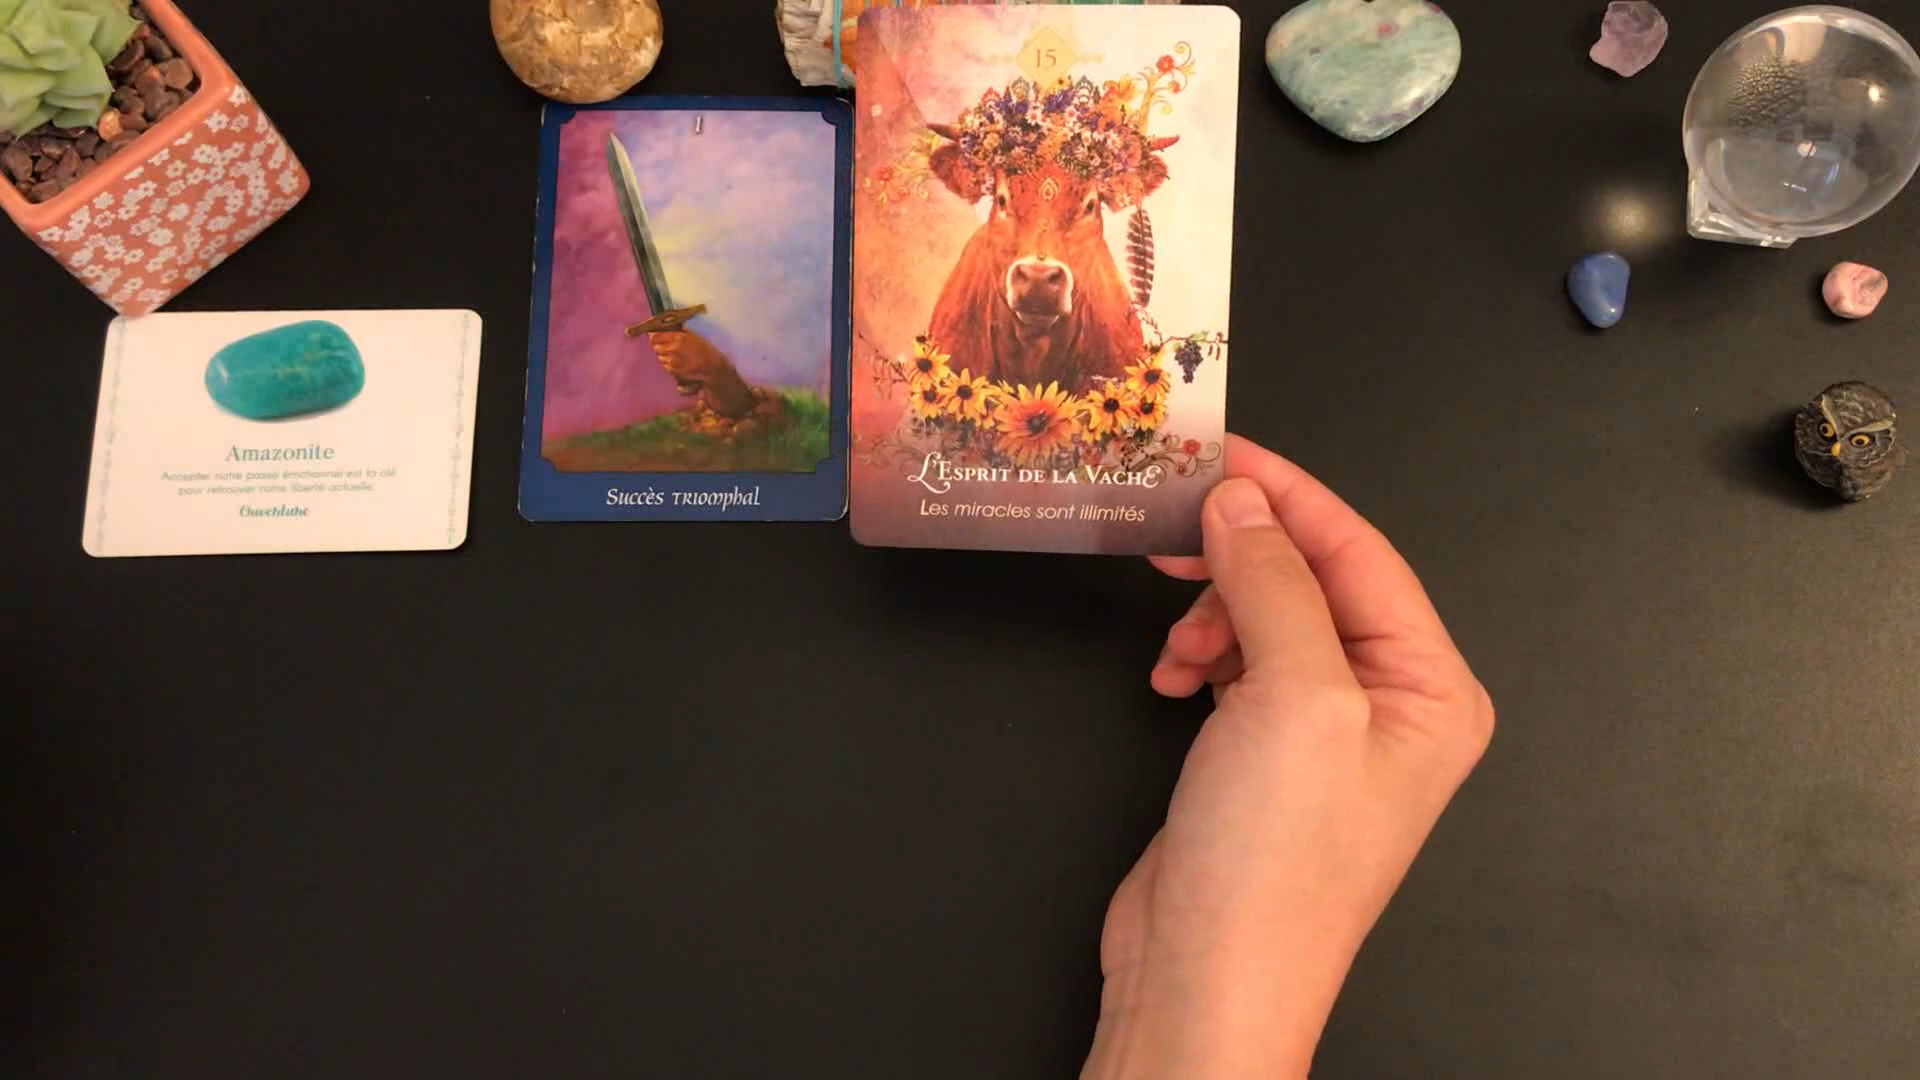 Amazonite
Accepter notre passé émotionnel est la clé
pour retrouver notre liberté actuelle.
Ouverture
1
Succès triomphal
15
L'Esprit de la Vache
Les miracles sont illimités